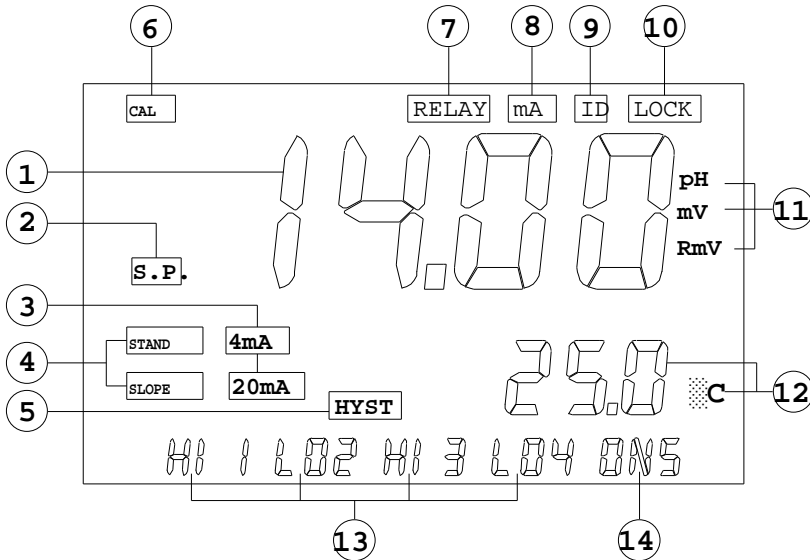 6 7 8 9 10
CAL RELAY mA ID LOCK
1 14.00 pH
mV 11
2 RmV
S.P.
3
STAND 4mA
4 25.0
SLOPE 20mA C 12
5 HYST
HI 1 LO2 HI 3 LO4 ONS
13 14